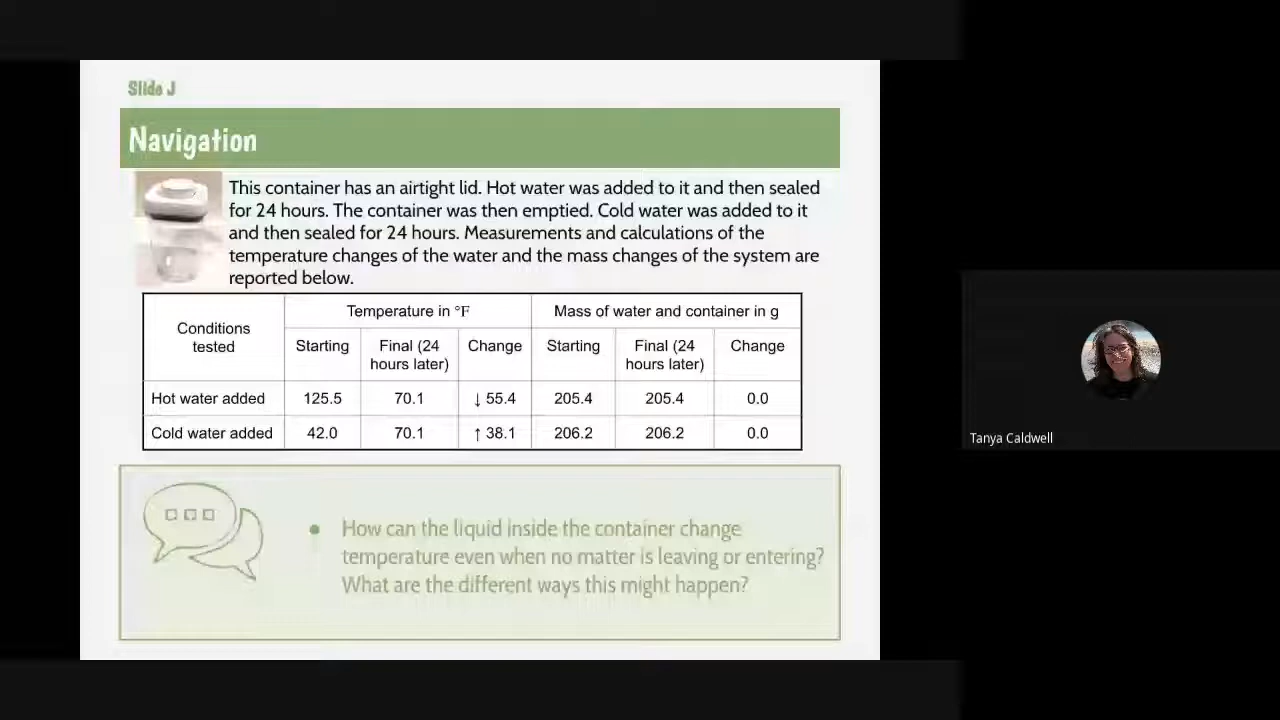 Slide J
Navigation
This container has an airtight lid. Hot water was added to it and then sealed
for 24 hours. The container was then emptied. Cold water was added to it
and then sealed for 24 hours. Measurements and calculations of the
temperature changes of the water and the mass changes of the system are
reported below.
Conditions tested Temperature in °F Mass of water and container in g
Starting Final (24 hours later) Change Starting Final (24 hours later) Change
Hot water added 125.5 70.1 ↓ 55.4 205.4 205.4 0.0
Cold water added 42.0 70.1 ↑ 38.1 206.2 206.2 0.0
● How can the liquid inside the container change
temperature even when no matter is leaving or entering?
What are the different ways this might happen?
Tanya Caldwell